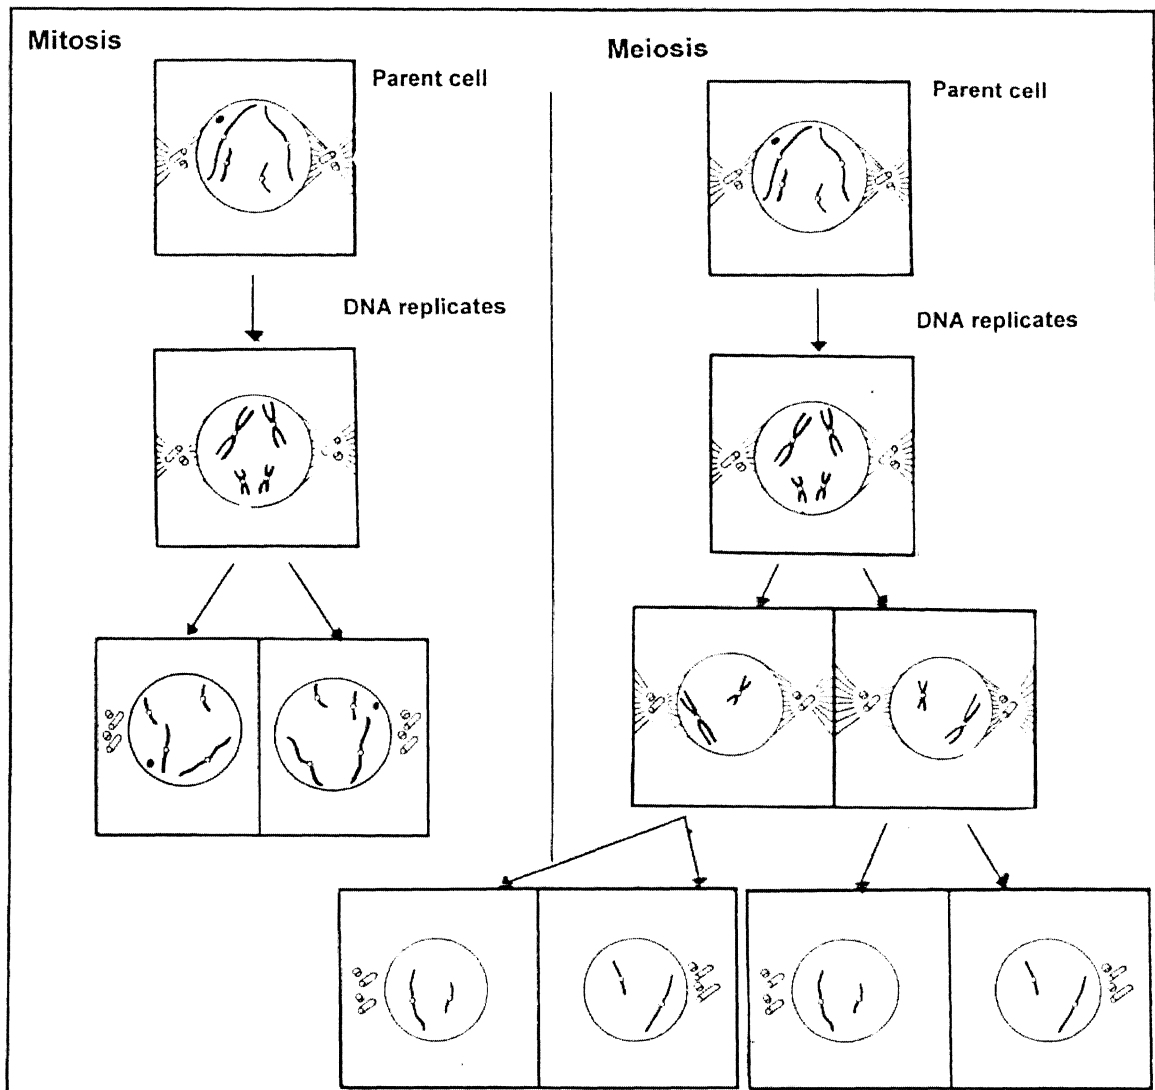 Mitosis
Parent cell
DNA replicates
Meiosis
Parent cell
DNA replicates